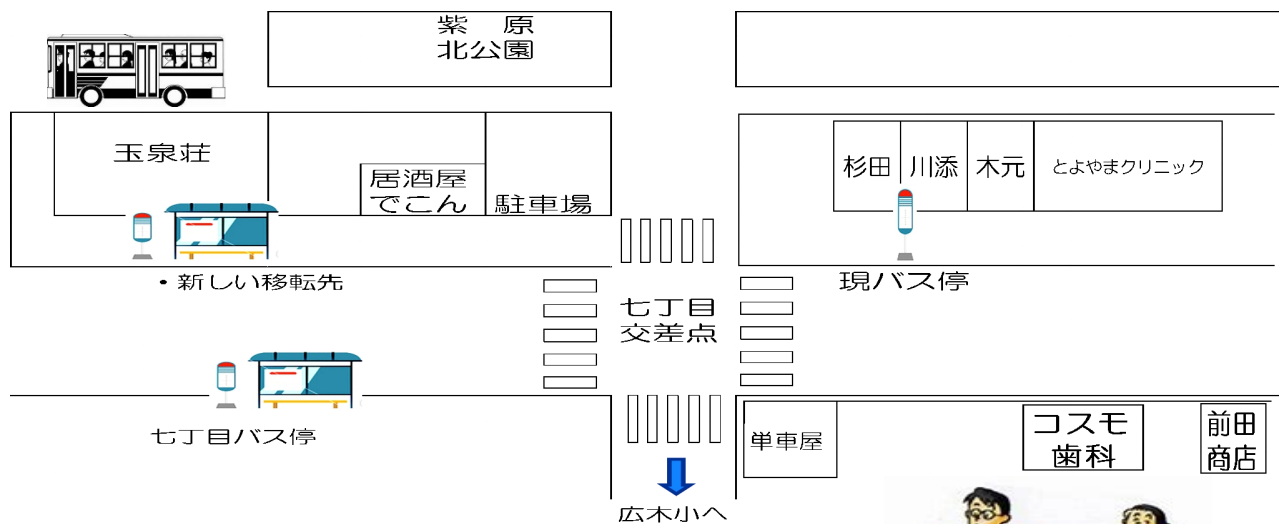 紫 原
北公園
玉泉荘
居酒屋
でこん
駐車場
杉田
川添
木元
とよやまクリニック
・新しい移転先
現バス停
七丁目
交差点
七丁目バス停
単車屋
コスモ
歯科
前田
商店
広木小へ